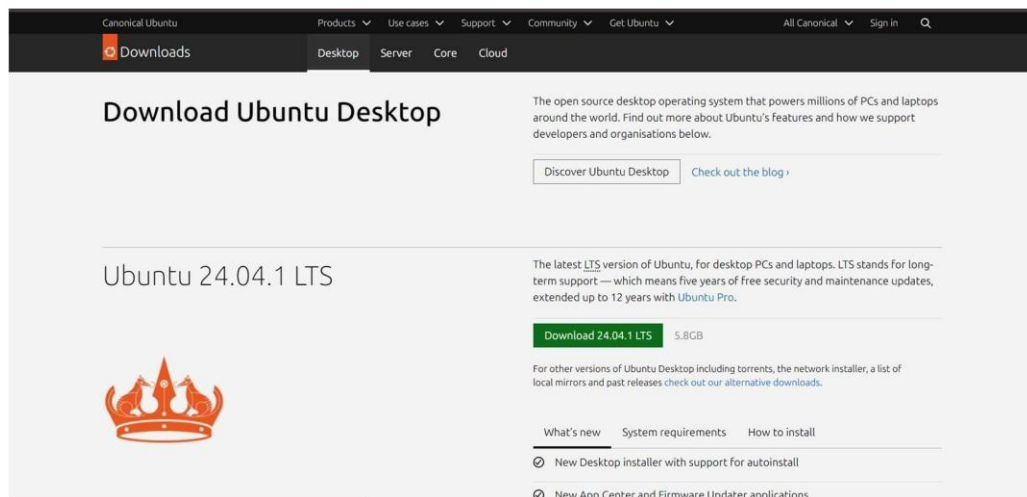 Canonical Ubuntu Products Use cases Support Community Get Ubuntu All Canonical Sign in
Downloads Desktop Server Core Cloud
Download Ubuntu Desktop
The open source desktop operating system that powers millions of PCs and laptops
around the world. Find out more about Ubuntu's features and how we support
developers and organisations below.
Discover Ubuntu Desktop Check out the blog ›
Ubuntu 24.04.1 LTS
The latest LTS version of Ubuntu, for desktop PCs and laptops. LTS stands for long-
term support — which means five years of free security and maintenance updates,
extended up to 12 years with Ubuntu Pro.
Download 24.04.1 LTS 5.8GB
For other versions of Ubuntu Desktop including torrents, the network installer, a list of
local mirrors and past releases check out our alternative downloads.
What's new System requirements How to install
New Desktop installer with support for autoinstall
New App Center and Firmware Updater applications